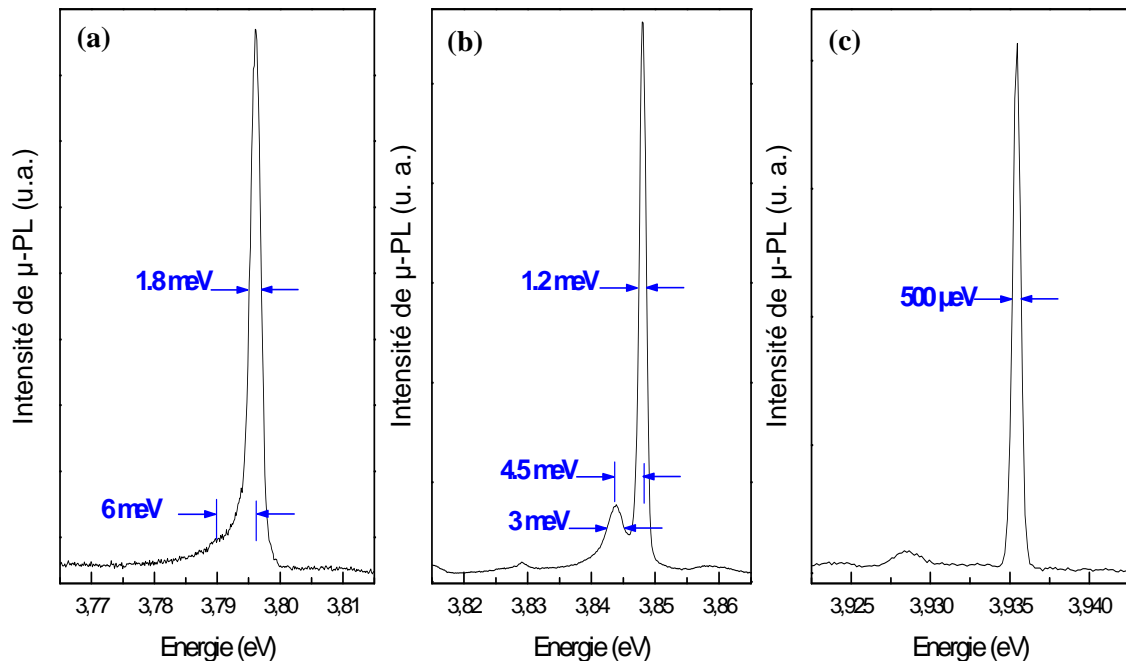 (a)
Intensité de µ-PL (u.a.)
1.8 meV
6 meV
3,77 3,78 3,79 3,80 3,81
Energie (eV)
(b)
Intensité de µ-PL (u. a.)
1.2 meV
4.5 meV
3 meV
3,82 3,83 3,84 3,85 3,86
Energie (eV)
(c)
Intensité de µ-PL (u. a.)
500 µeV
3,925 3,930 3,935 3,940
Energie (eV)